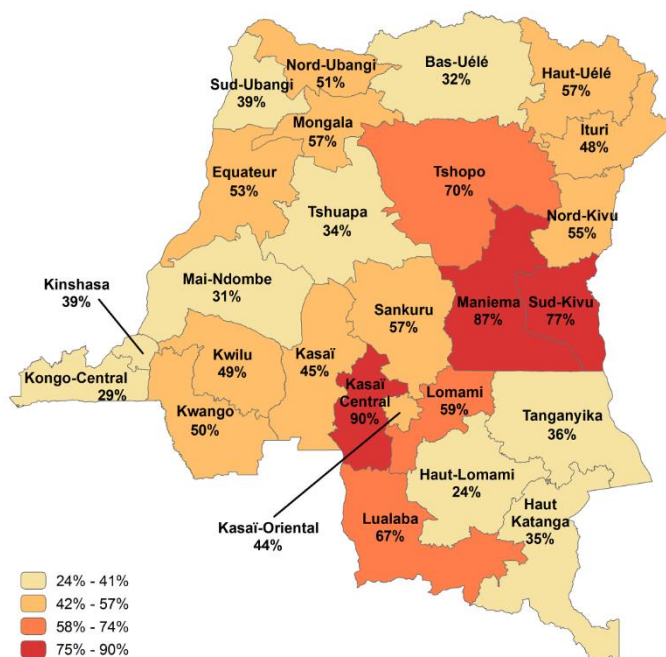 Nord-Ubangi
51%
Bas-Uélé
32%
Haut-Uélé
57%
Sud-Ubangi
39%
Mongala
57%
Ituri
48%
Equateur
53%
Tshopo
70%
Tshuapa
34%
Nord-Kivu
55%
Kinshasa
39%
Mai-Ndombe
31%
Sankuru
57%
Maniema
87%
Sud-Kivu
77%
Kongo-Central
29%
Kwilu
49%
Kasaï
45%
Kasaï
Central
90%
Lomami
59%
Kwango
50%
Tanganyika
36%
Haut-Lomami
24%
Haut
Katanga
35%
Kasaï-Oriental
44%
Lualaba
67%
24% - 41%
42% - 57%
58% - 74%
75% - 90%